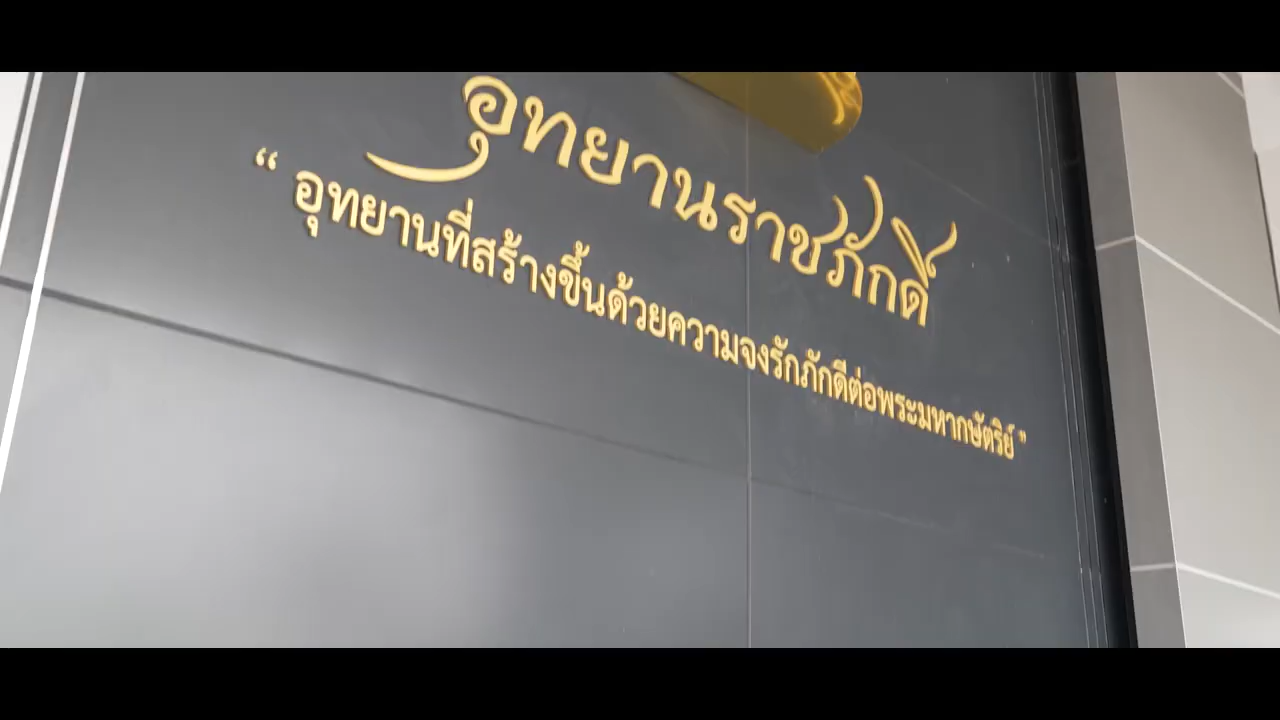 อุทยานราชภักดิ์
“ อุทยานที่สร้างขึ้นด้วยความจงรักภักดีต่อพระมหากษัตริย์ ”